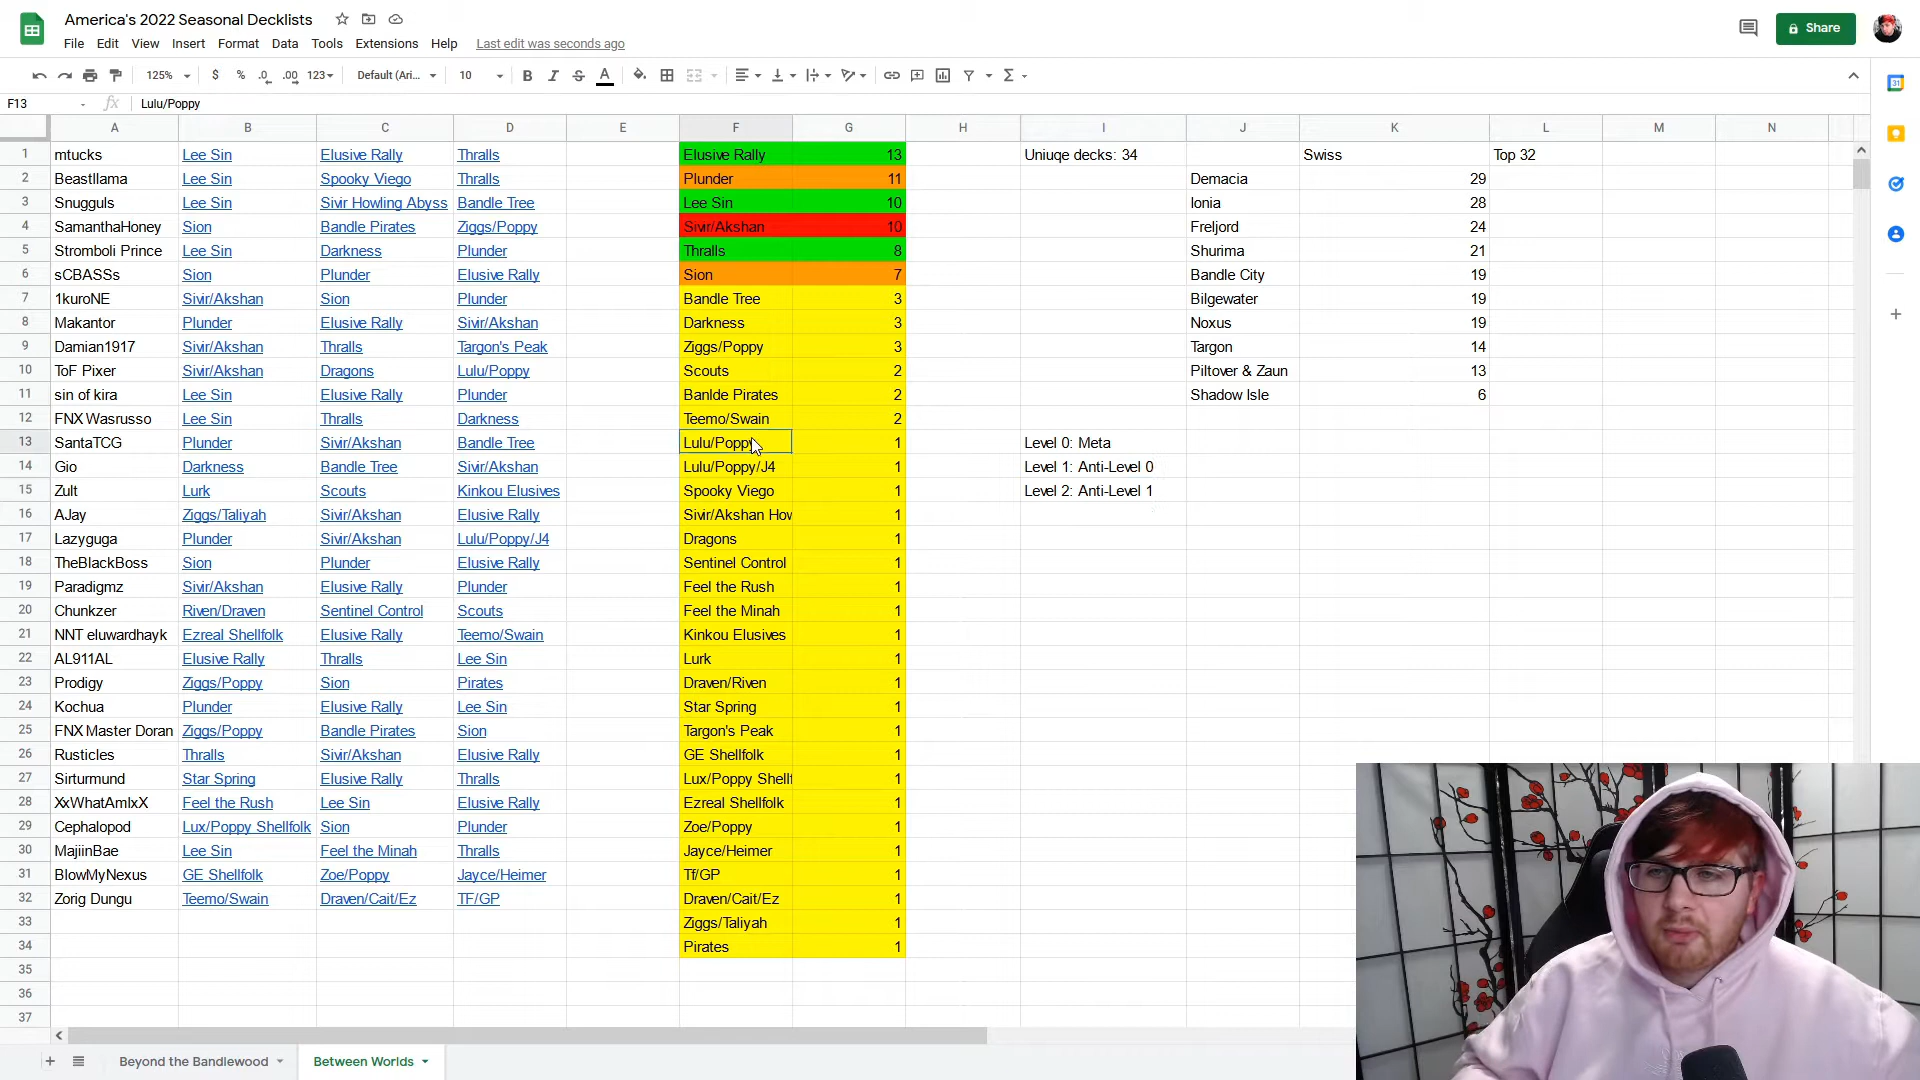 America's 2022 Seasonal Decklists
File Edit View Insert Format Data Tools Extensions Help Last edit was seconds ago
Share
125% $ % .0 .00 123 Default (Ari... 10 B I S A Σ
F13 fx Lulu/Poppy
A B C D E F G H I J K L M N
1 mtucks Lee Sin Elusive Rally Thralls Elusive Rally 13 Uniuqe decks: 34 Swiss Top 32
2 Beastllama Lee Sin Spooky Viego Thralls Plunder 11 Demacia 29
3 Snugguls Lee Sin Sivir Howling Abyss Bandle Tree Lee Sin 10 Ionia 28
4 SamanthaHoney Sion Bandle Pirates Ziggs/Poppy Sivir/Akshan 10 Freljord 24
5 Stromboli Prince Lee Sin Darkness Plunder Thralls 8 Shurima 21
6 sCBASSs Sion Plunder Elusive Rally Sion 7 Bandle City 19
7 1kuroNE Sivir/Akshan Sion Plunder Bandle Tree 3 Bilgewater 19
8 Makantor Plunder Elusive Rally Sivir/Akshan Darkness 3 Noxus 19
9 Damian1917 Sivir/Akshan Thralls Targon's Peak Ziggs/Poppy 3 Targon 14
10 ToF Pixer Sivir/Akshan Dragons Lulu/Poppy Scouts 2 Piltover & Zaun 13
11 sin of kira Lee Sin Elusive Rally Plunder Banlde Pirates 2 Shadow Isle 6
12 FNX Wasrusso Lee Sin Thralls Darkness Teemo/Swain 2
13 SantaTCG Plunder Sivir/Akshan Bandle Tree Lulu/Poppy 1 Level 0: Meta
14 Gio Darkness Bandle Tree Sivir/Akshan Lulu/Poppy/J4 1 Level 1: Anti-Level 0
15 Zult Lurk Scouts Kinkou Elusives Spooky Viego 1 Level 2: Anti-Level 1
16 AJay Ziggs/Taliyah Sivir/Akshan Elusive Rally Sivir/Akshan How 1
17 Lazyguga Plunder Sivir/Akshan Lulu/Poppy/J4 Dragons 1
18 TheBlackBoss Sion Plunder Elusive Rally Sentinel Control 1
19 Paradigmz Sivir/Akshan Elusive Rally Plunder Feel the Rush 1
20 Chunkzer Riven/Draven Sentinel Control Scouts Feel the Minah 1
21 NNT eluwardhayk Ezreal Shellfolk Elusive Rally Teemo/Swain Kinkou Elusives 1
22 AL911AL Elusive Rally Thralls Lee Sin Lurk 1
23 Prodigy Ziggs/Poppy Sion Pirates Draven/Riven 1
24 Kochua Plunder Elusive Rally Lee Sin Star Spring 1
25 FNX Master Doran Ziggs/Poppy Bandle Pirates Sion Targon's Peak 1
26 Rusticles Thralls Sivir/Akshan Elusive Rally GE Shellfolk 1
27 Sirturmund Star Spring Elusive Rally Thralls Lux/Poppy Shellf 1
28 XxWhatAmIxX Feel the Rush Lee Sin Elusive Rally Ezreal Shellfolk 1
29 Cephalopod Lux/Poppy Shellfolk Sion Plunder Zoe/Poppy 1
30 MajiinBae Lee Sin Feel the Minah Thralls Jayce/Heimer 1
31 BlowMyNexus GE Shellfolk Zoe/Poppy Jayce/Heimer Tf/GP 1
32 Zorig Dungu Teemo/Swain Draven/Cait/Ez TF/GP Draven/Cait/Ez 1
33 Ziggs/Taliyah 1
34 Pirates 1
35
36
37
Beyond the Bandlewood Between Worlds